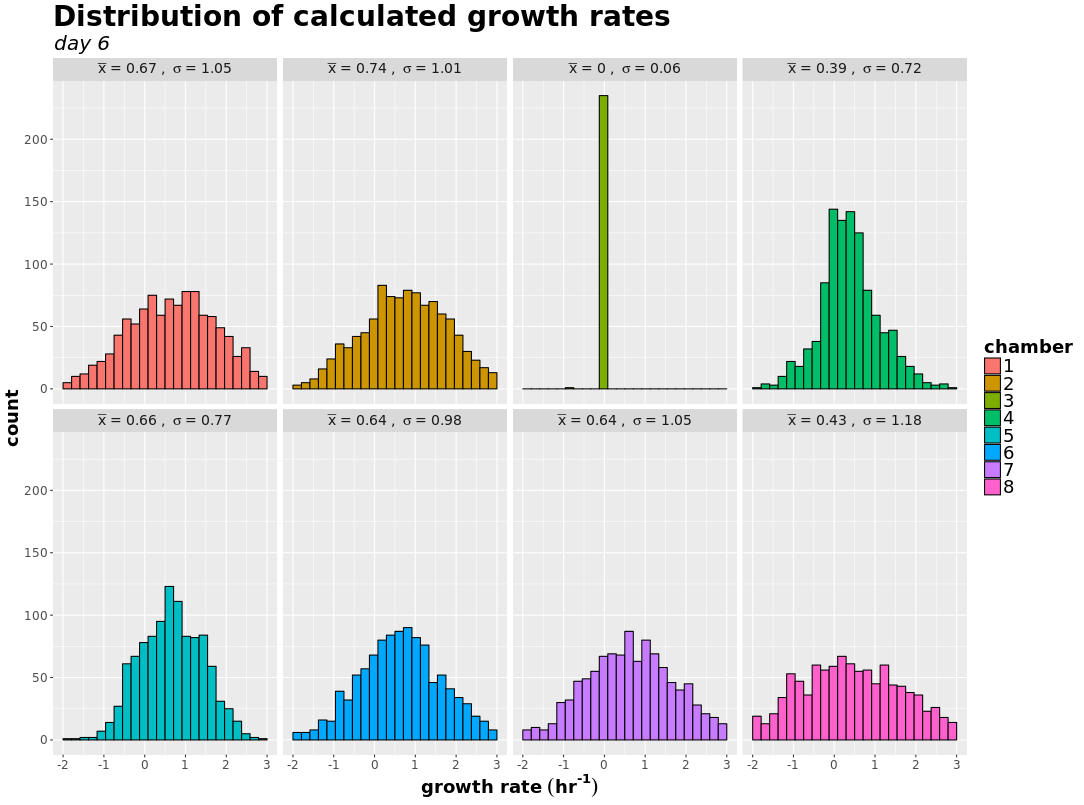 Distribution of calculated growth rates
day 6
x̅ = 0.67 , σ = 1.05
x̅ = 0.74 , σ = 1.01
x̅ = 0 , σ = 0.06
x̅ = 0.39 , σ = 0.72
200
150
100
50
0
x̅ = 0.66 , σ = 0.77
x̅ = 0.64 , σ = 0.98
x̅ = 0.64 , σ = 1.05
x̅ = 0.43 , σ = 1.18
200
150
100
50
0
-2 -1 0 1 2 3
-2 -1 0 1 2 3
-2 -1 0 1 2 3
-2 -1 0 1 2 3
count
growth rate (hr⁻¹)
chamber
1
2
3
4
5
6
7
8